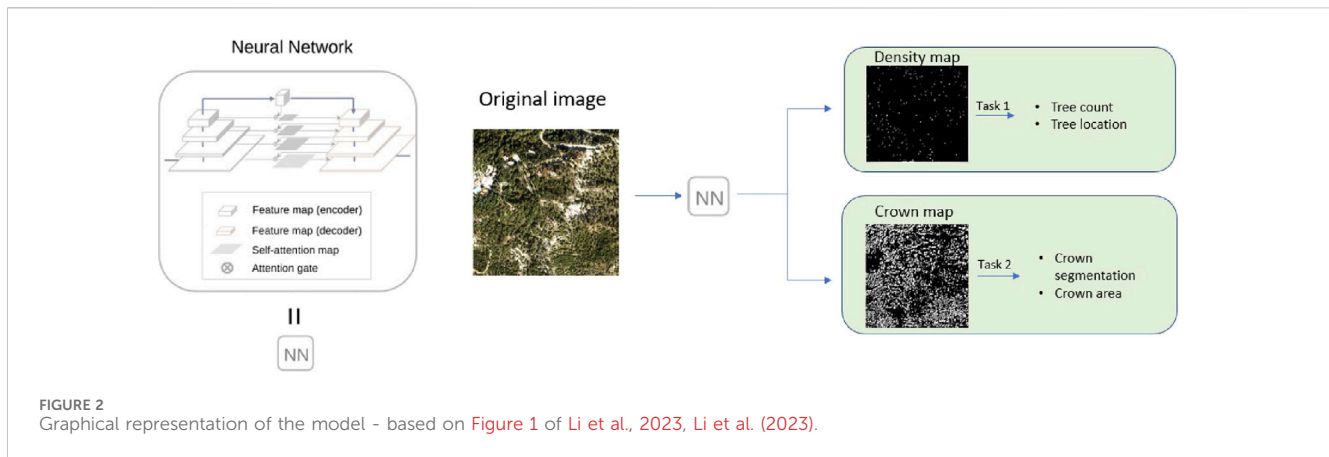 Neural Network
Feature map (encoder)
Feature map (decoder)
Self-attention map
Attention gate
NN
Original image
NN
Density map
Task 1
• Tree count
• Tree location
Crown map
Task 2
• Crown
segmentation
• Crown area
FIGURE 2
Graphical representation of the model - based on Figure 1 of Li et al., 2023, Li et al. (2023).